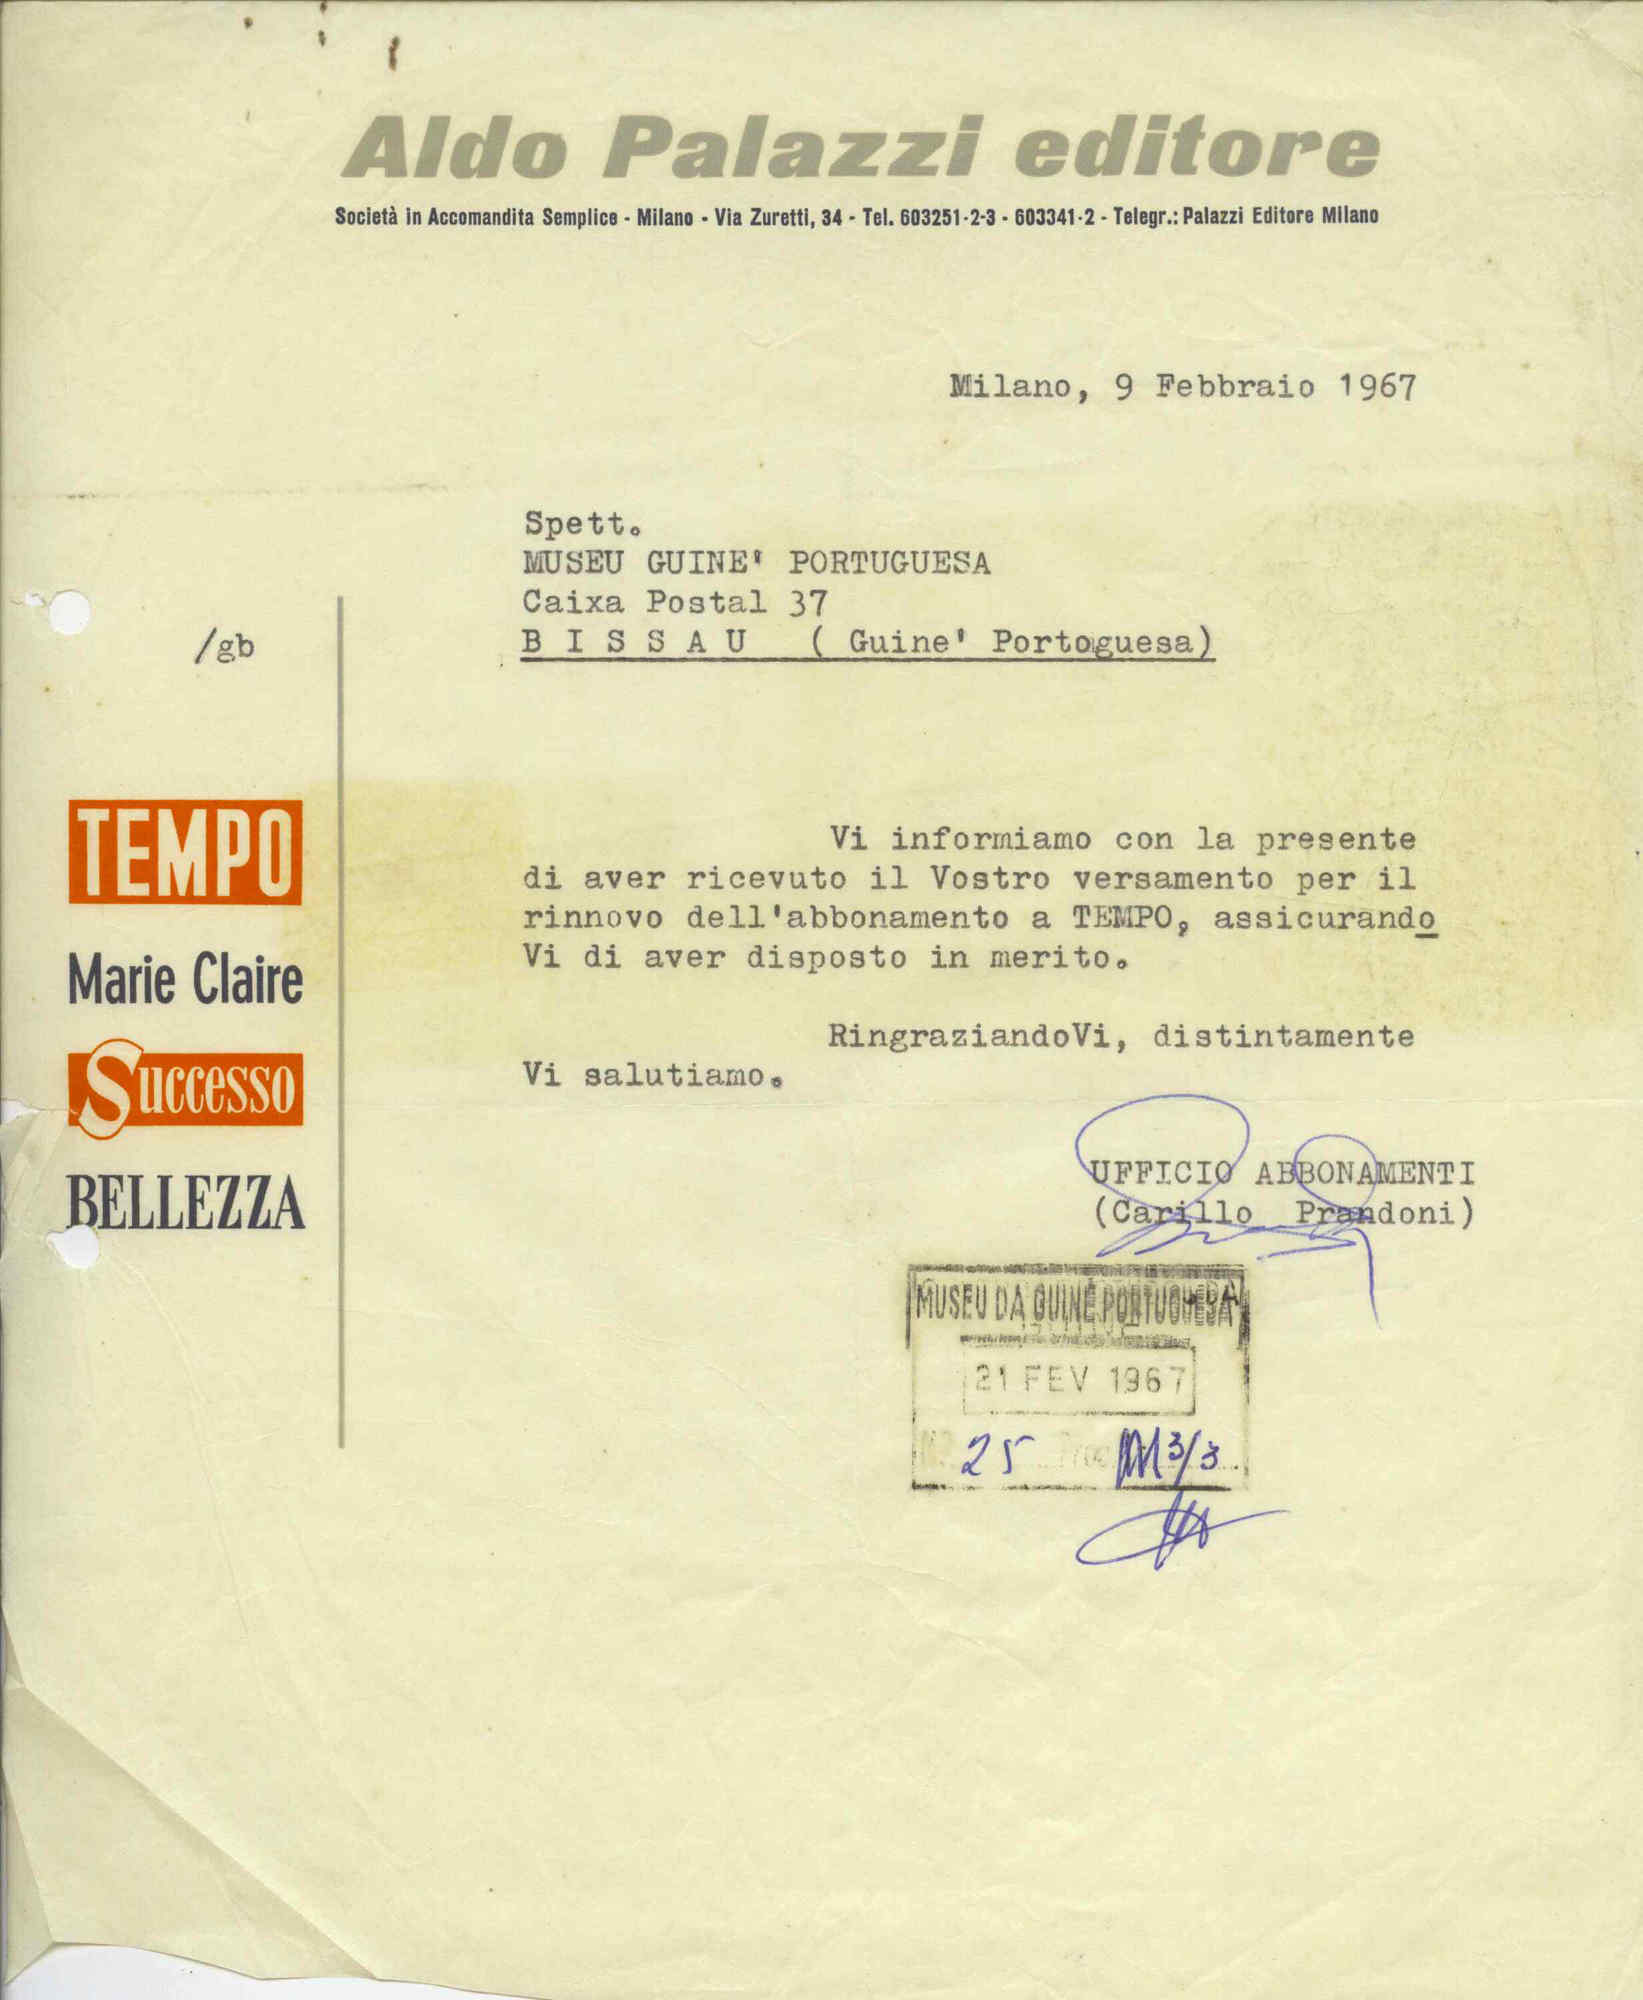 Aldo Palazzi editore
Società in Accomandita Semplice - Milano - Via Zuretti, 34 - Tel. 603251-2-3 - 603341-2 - Telegr.: Palazzi Editore Milano
Milano, 9 Febbraio 1967
Spett.
MUSEU GUINE' PORTUGUESA
Caixa Postal 37
B I S S A U ( Guine' Portoguesa)
/gb
TEMPO
Marie Claire
Successo
BELLEZZA
Vi informiamo con la presente
di aver ricevuto il Vostro versamento per il
rinnovo dell'abbonamento a TEMPO, assicurando
Vi di aver disposto in merito.
RingraziandoVi, distintamente
Vi salutiamo.
UFFICIO ABBONAMENTI
(Carillo Prandoni)
MUSEU DA GUINÉ PORTUGUESA
21 FEV 1967
25 3/3